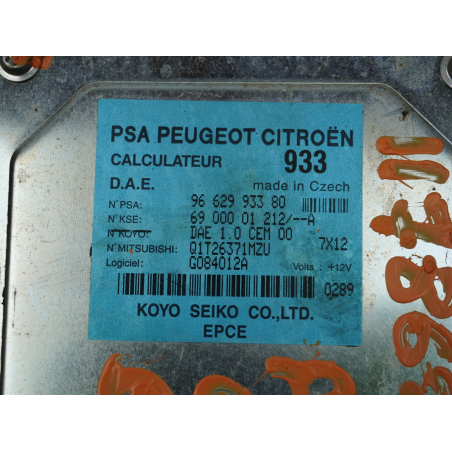 PSA PEUGEOT CITROËN
CALCULATEUR 933
D.A.E. made in Czech
N°PSA: 96 629 933 80
N°KSE: 69 000 01 212/--A
N°KOYO: DAE 1.0 CEM 00 7X12
N°MITSUBISHI: Q1T26371MZU
Logiciel: G084012A Volts : +12V
0289
KOYO SEIKO CO.,LTD.
EPCE